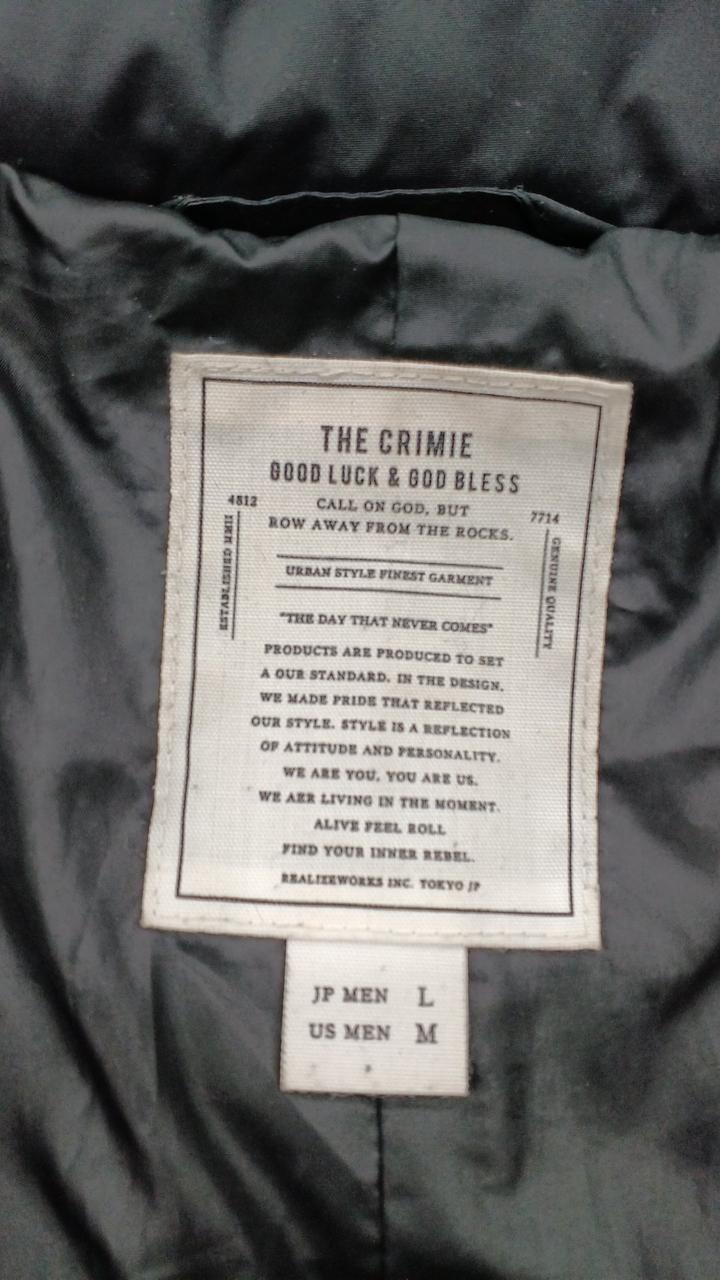 THE CRIMIE
GOOD LUCK & GOD BLESS
CALL ON GOD, BUT
ROW AWAY FROM THE ROCKS.
4812
ESTABLISHED MMII
7714
GENUINE QUALITY
URBAN STYLE FINEST GARMENT
"THE DAY THAT NEVER COMES"
PRODUCTS ARE PRODUCED TO SET
A OUR STANDARD. IN THE DESIGN,
WE MADE PRIDE THAT REFLECTED
OUR STYLE. STYLE IS A REFLECTION
OF ATTITUDE AND PERSONALITY.
WE ARE YOU, YOU ARE US.
WE AER LIVING IN THE MOMENT.
ALIVE FEEL ROLL
FIND YOUR INNER REBEL.
REALIZEWORKS INC. TOKYO JP
JP MEN L
US MEN M